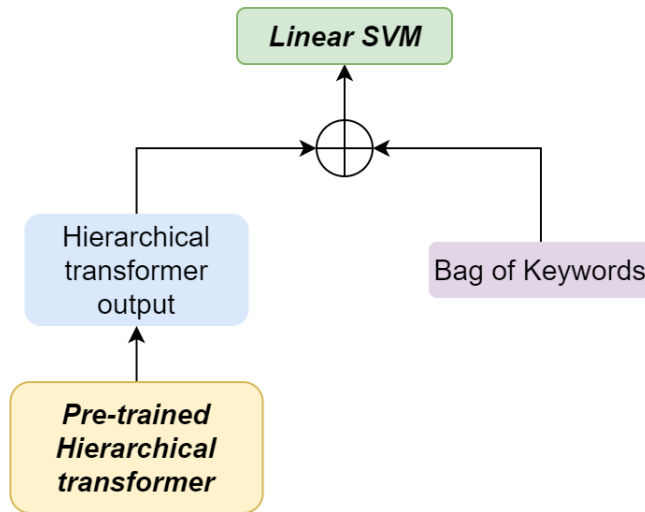 Linear SVM
Hierarchical
transformer
output
Bag of Keywords
Pre-trained
Hierarchical
transformer